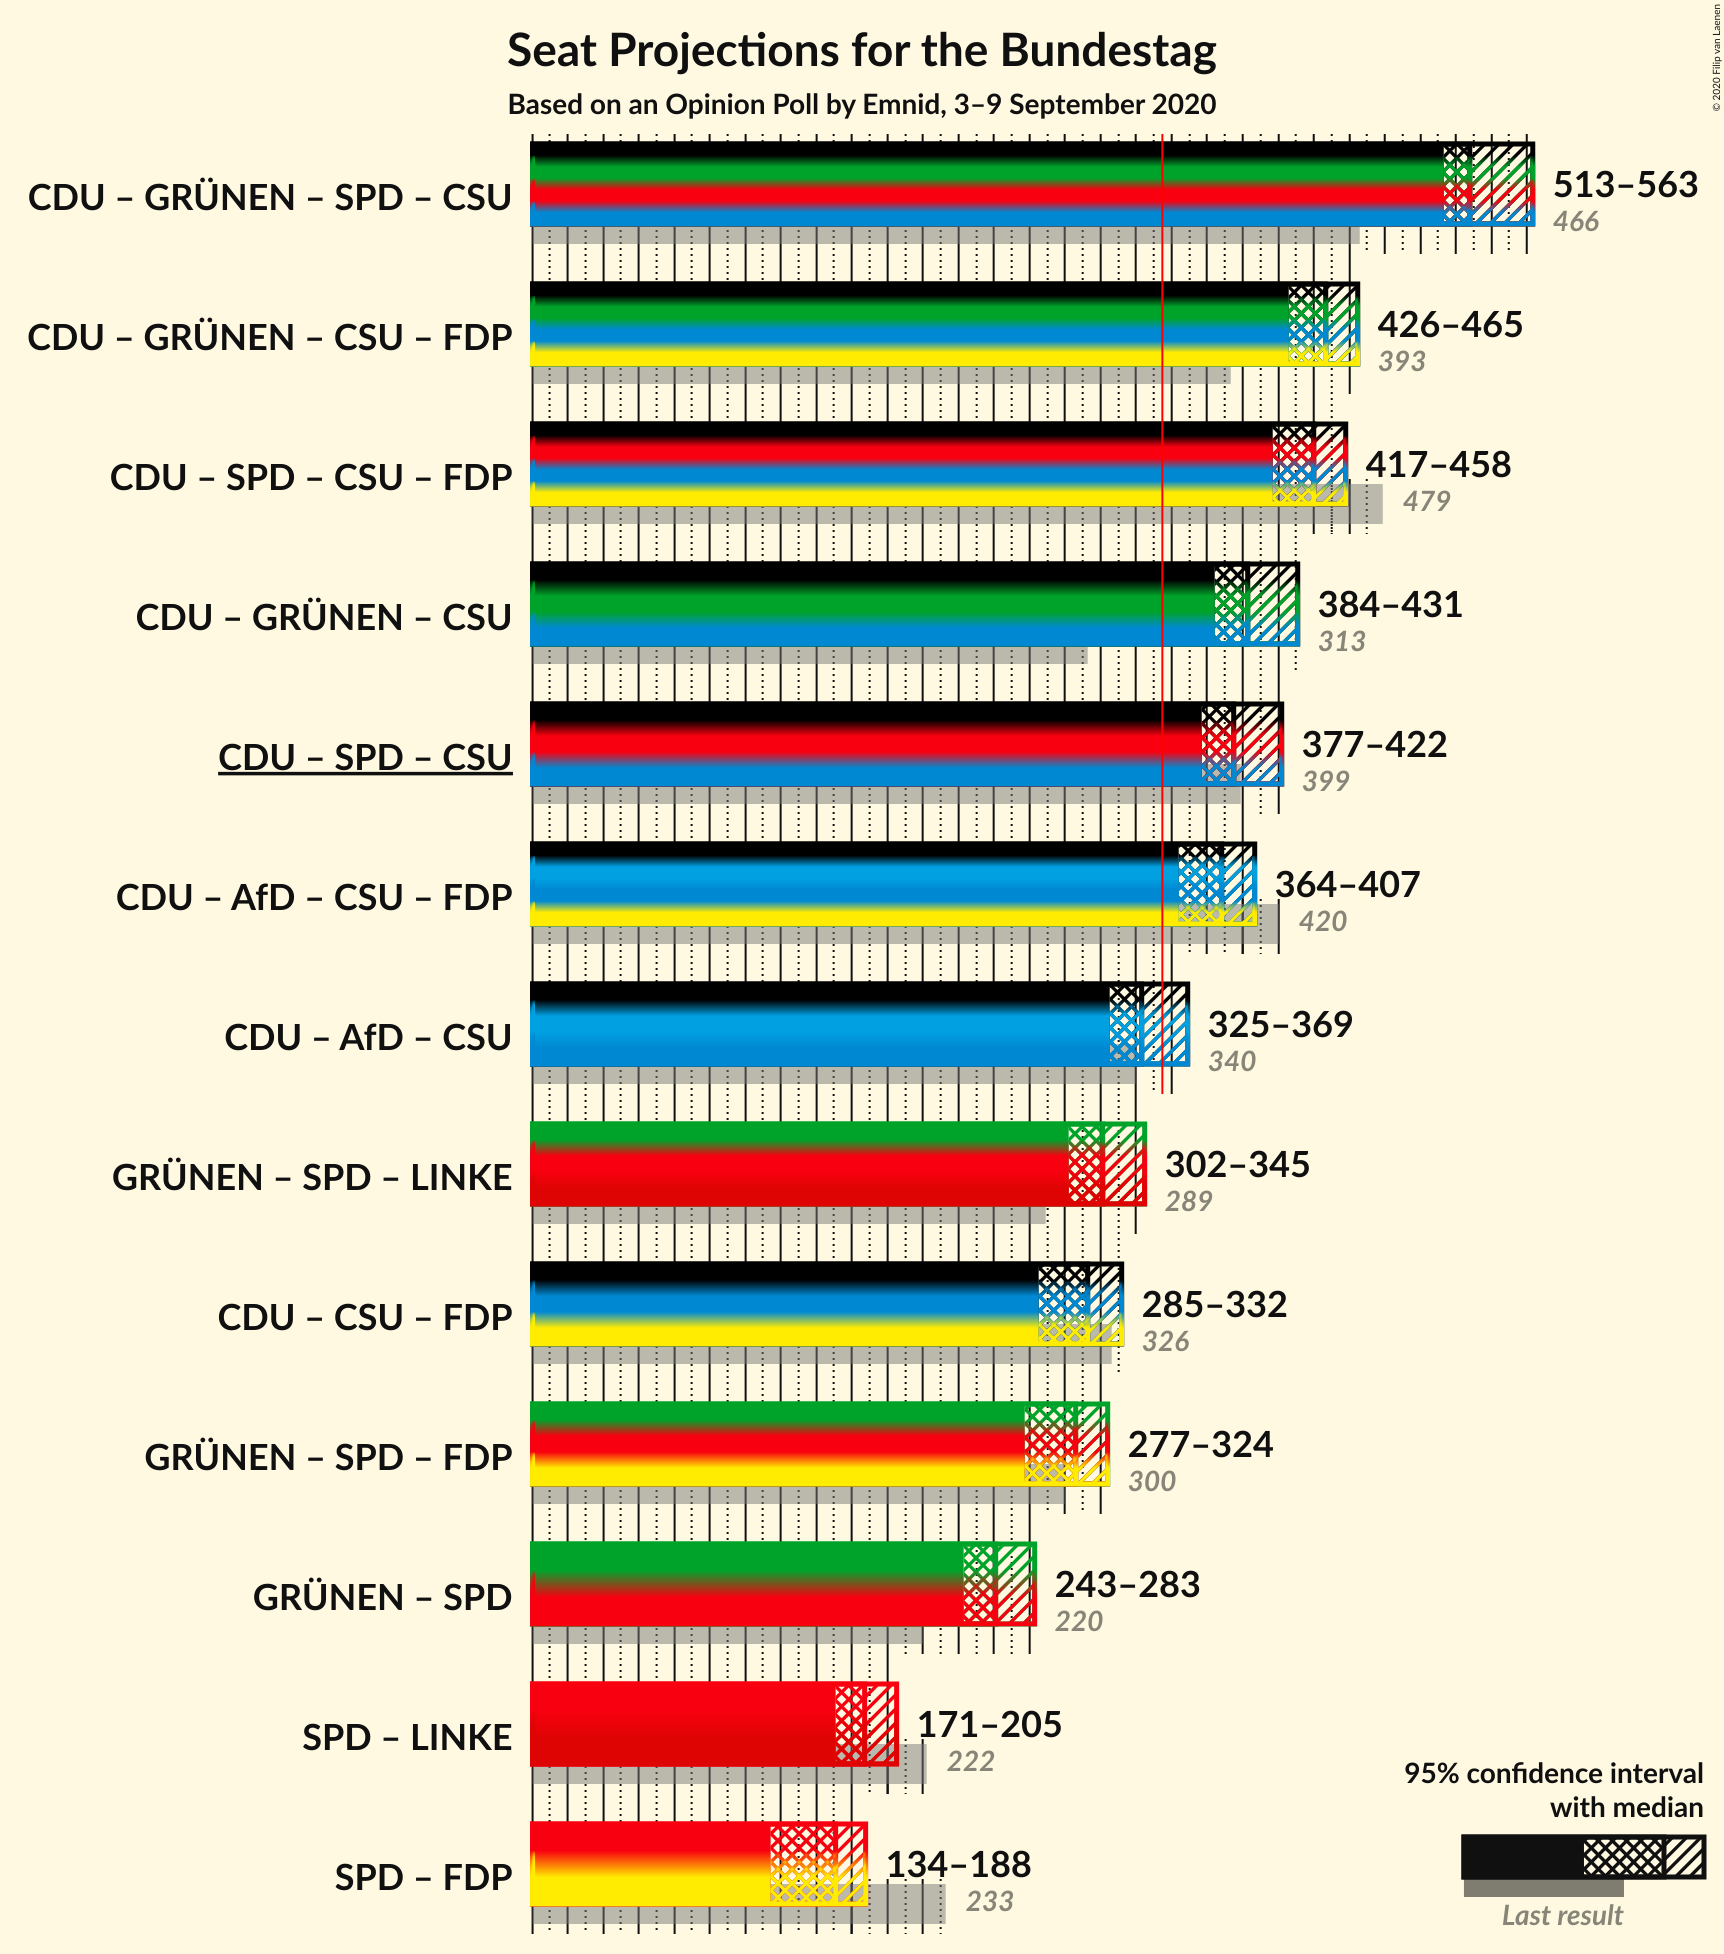 Seat Projections for the Bundestag
Based on an Opinion Poll by Emnid, 3–9 September 2020
© 2020 Filip van Laenen
CDU – GRÜNEN – SPD – CSU
513–563
466
CDU – GRÜNEN – CSU – FDP
426–465
393
CDU – SPD – CSU – FDP
417–458
479
CDU – GRÜNEN – CSU
384–431
313
CDU – SPD – CSU
377–422
399
CDU – AfD – CSU – FDP
364–407
420
CDU – AfD – CSU
325–369
340
GRÜNEN – SPD – LINKE
302–345
289
CDU – CSU – FDP
285–332
326
GRÜNEN – SPD – FDP
277–324
300
GRÜNEN – SPD
243–283
220
SPD – LINKE
171–205
222
SPD – FDP
134–188
233
95% confidence interval
with median
Last result